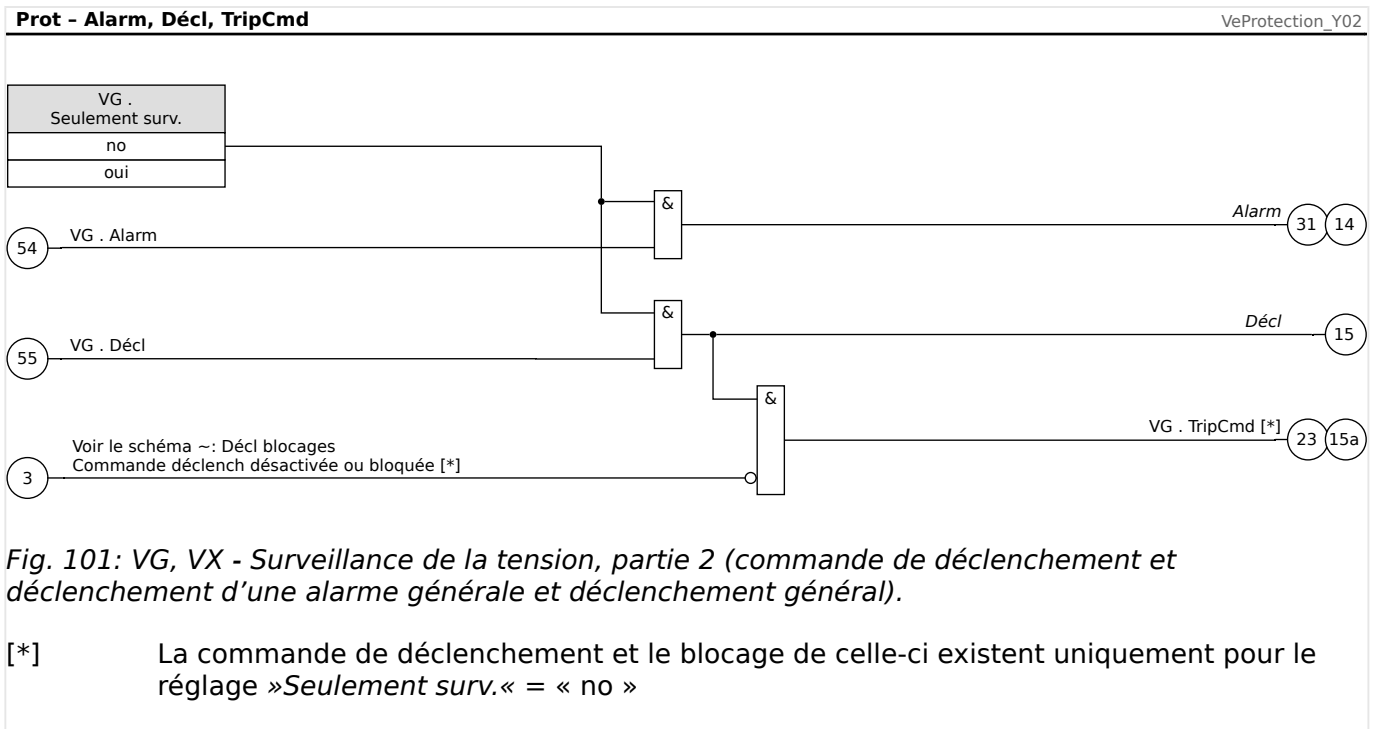 Prot – Alarm, Décl, TripCmd
VeProtection_Y02
VG .
Seulement surv.
no
oui
&
Alarm
31
14
54
VG . Alarm
&
Décl
15
55
VG . Décl
&
VG . TripCmd [*]
23
15a
Voir le schéma ~: Décl blocages
Commande déclench désactivée ou bloquée [*]
3
Fig. 101: VG, VX - Surveillance de la tension, partie 2 (commande de déclenchement et
déclenchement d’une alarme générale et déclenchement général).
[*] La commande de déclenchement et le blocage de celle-ci existent uniquement pour le
réglage »Seulement surv.« = « no »